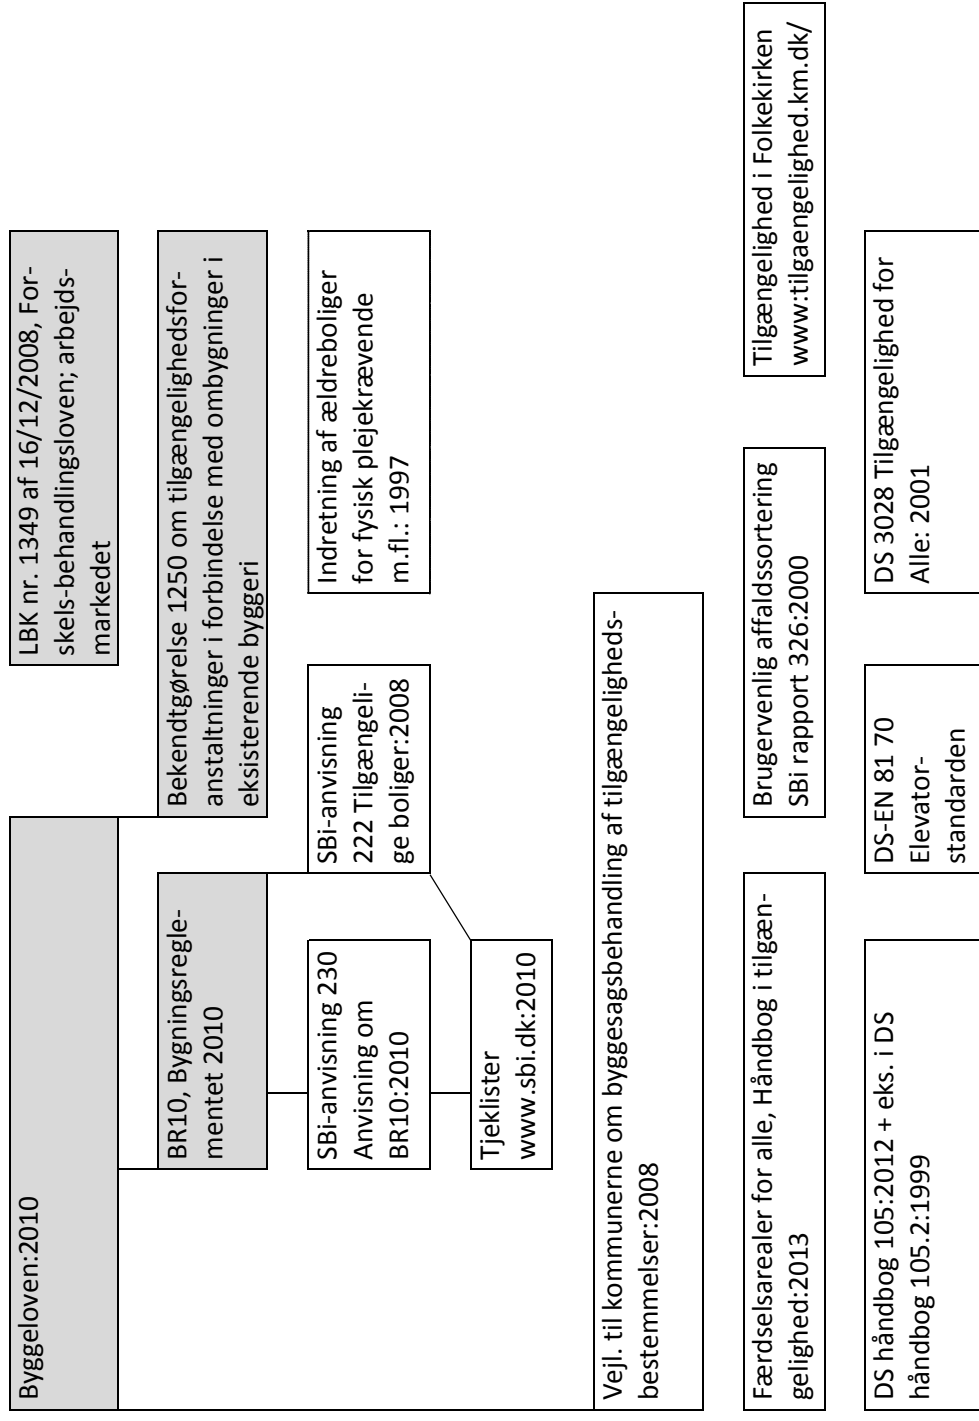 Byggeloven:2010
LBK nr. 1349 af 16/12/2008, For-
skels-behandlingsloven; arbejds-
markedet
BR10, Bygningsregle-
mentet 2010
Bekendtgørelse 1250 om tilgængelighedsfor-
anstaltninger i forbindelse med ombygninger i
eksisterende byggeri
SBi-anvisning 230
Anvisning om
BR10:2010
SBi-anvisning
222 Tilgængeli-
ge boliger:2008
Indretning af ældreboliger
for fysisk plejekrævende
m.fl.: 1997
Tjeklister
www.sbi.dk:2010
Vejl. til kommunerne om byggesagsbehandling af tilgængeligheds-
bestemmelser:2008
Færdselsarealer for alle, Håndbog i tilgæn-
gelighed:2013
Brugervenlig affaldssortering
SBi rapport 326:2000
Tilgængelighed i Folkekirken
www:tilgaengelighed.km.dk/
DS håndbog 105:2012 + eks. i DS
håndbog 105.2:1999
DS-EN 81 70
Elevator-
standarden
DS 3028 Tilgængelighed for
Alle: 2001